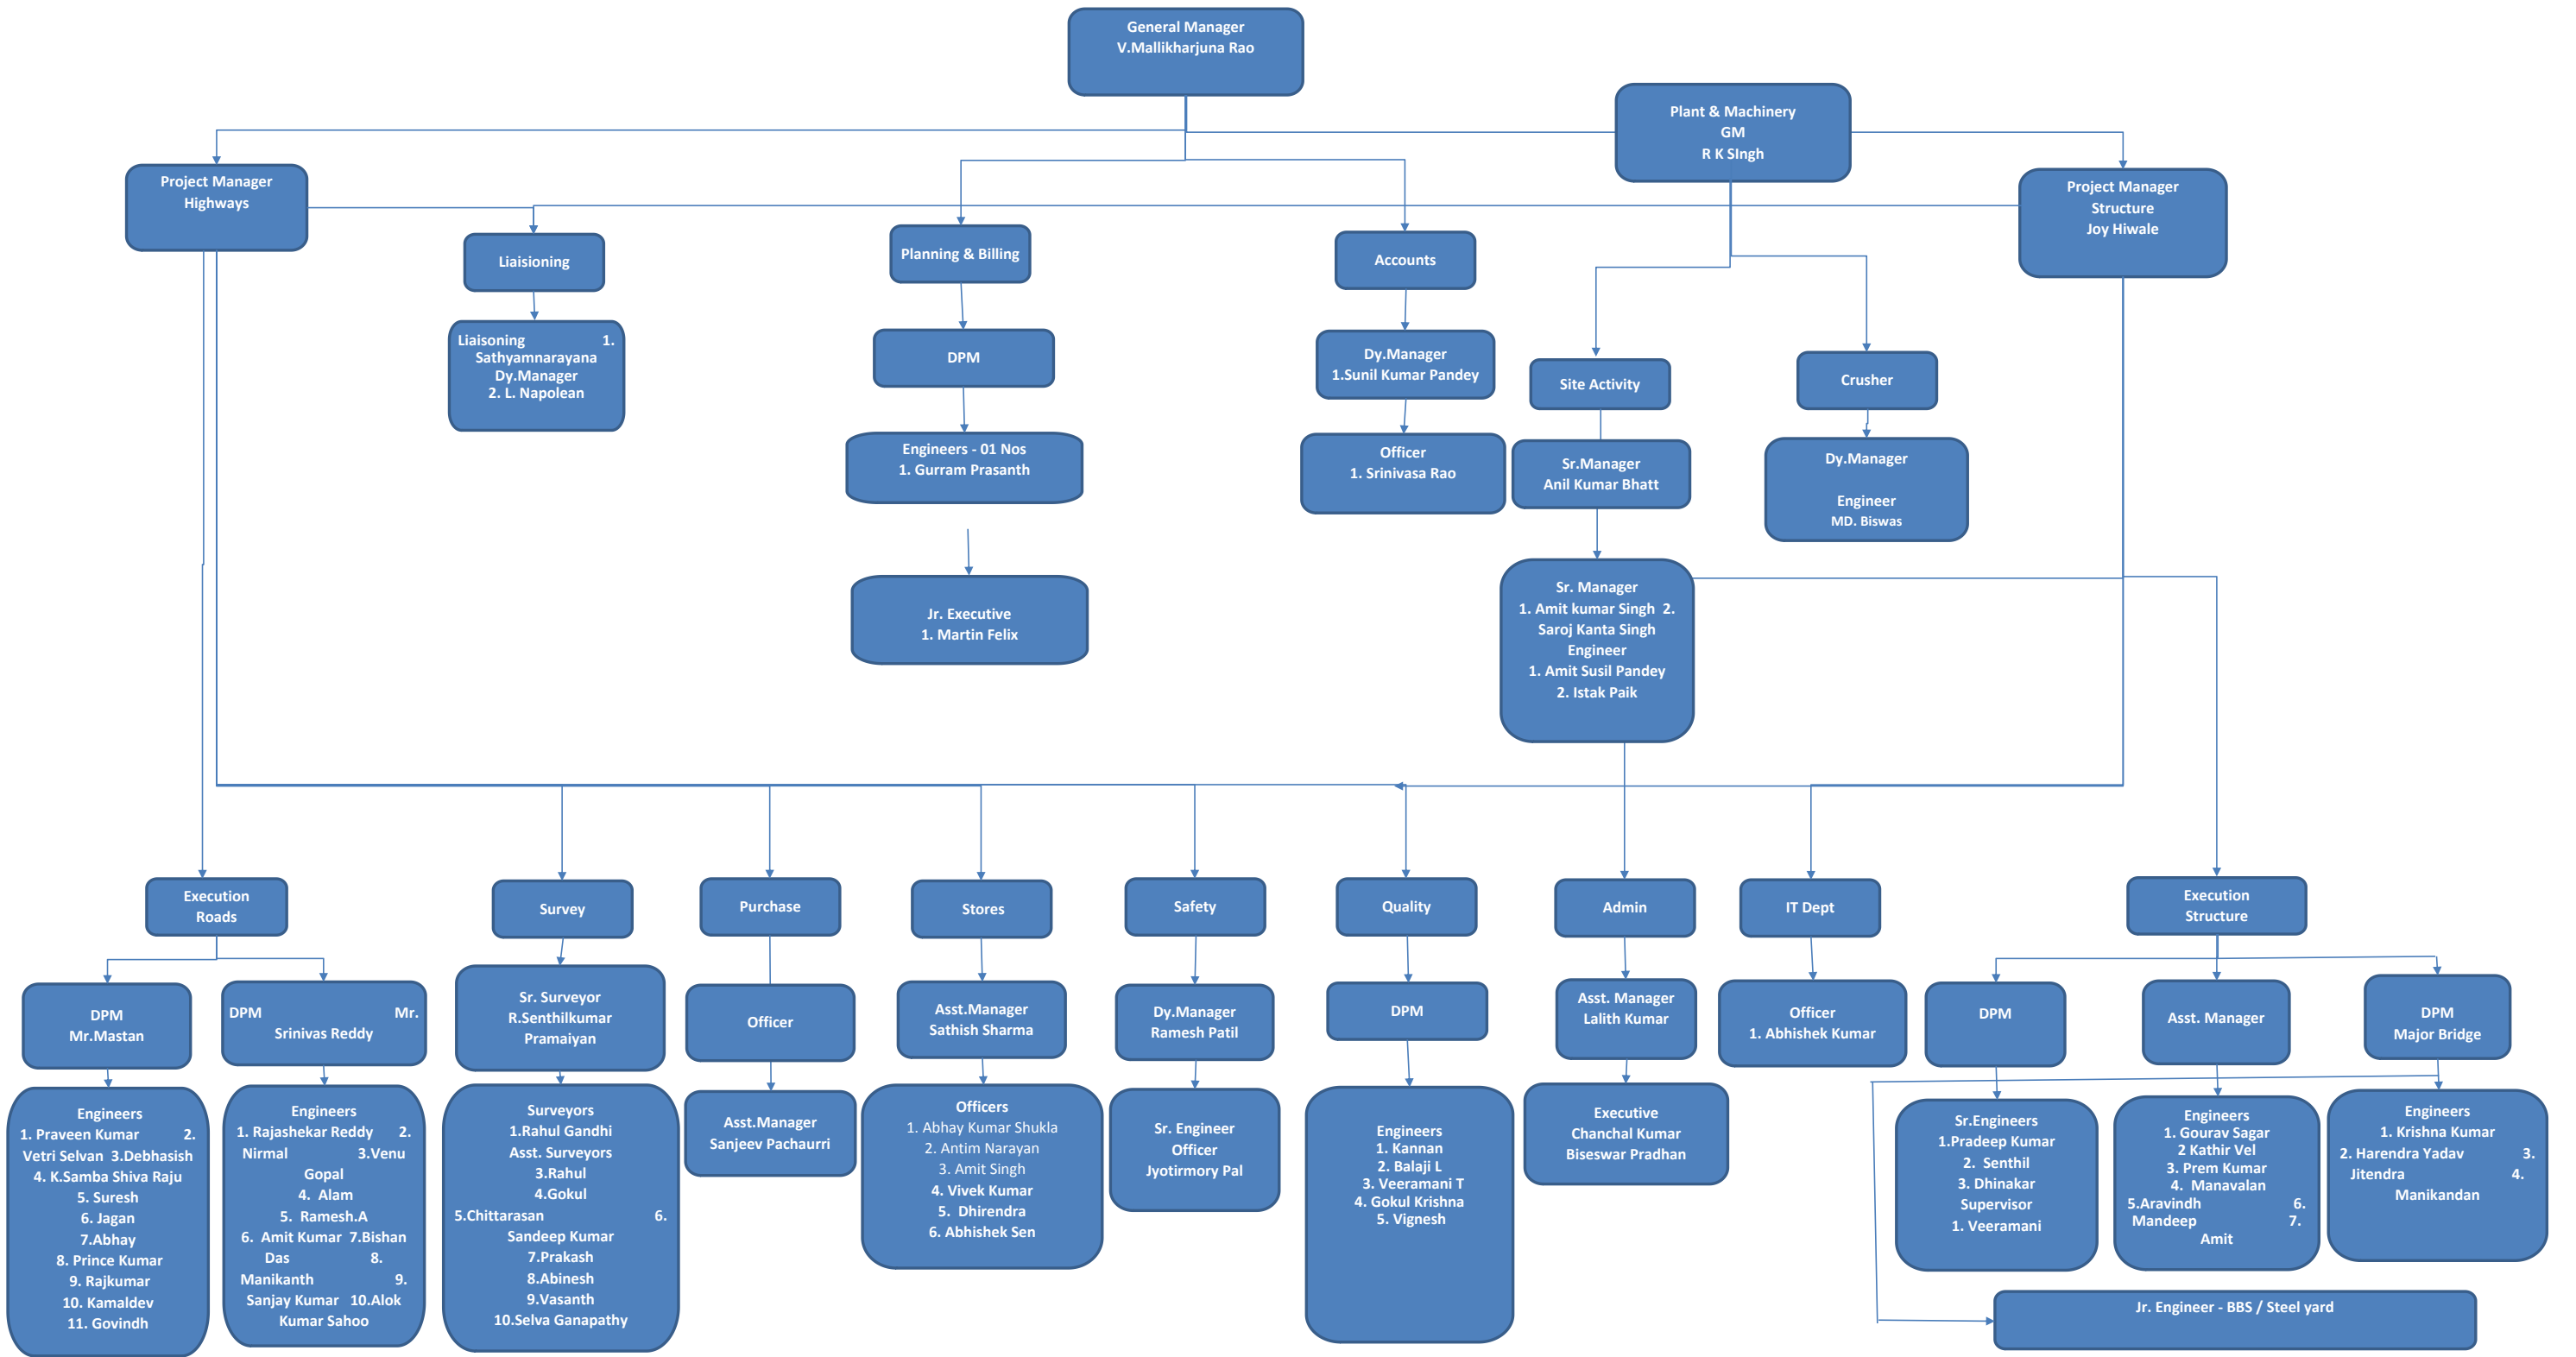 General Manager
V.Mallikharjuna Rao
Plant & Machinery
GM
R K SIngh
Project Manager
Highways
Project Manager
Structure
Joy Hiwale
Liaisioning
Planning & Billing
Accounts
Liaisoning 1.
Sathyamnarayana
Dy.Manager
2. L. Napolean
DPM
Dy.Manager
1.Sunil Kumar Pandey
Site Activity
Crusher
Engineers - 01 Nos
1. Gurram Prasanth
Officer
1. Srinivasa Rao
Sr.Manager
Anil Kumar Bhatt
Dy.Manager
Engineer
MD. Biswas
Jr. Executive
1. Martin Felix
Sr. Manager
1. Amit kumar Singh 2.
Saroj Kanta Singh
Engineer
1. Amit Susil Pandey
2. Istak Paik
Execution
Roads
Survey
Purchase
Stores
Safety
Quality
Admin
IT Dept
Execution
Structure
DPM
Mr.Mastan
DPM Mr.
Srinivas Reddy
Sr. Surveyor
R.Senthilkumar
Pramaiyan
Officer
Asst.Manager
Sathish Sharma
Dy.Manager
Ramesh Patil
DPM
Asst. Manager
Lalith Kumar
Officer
1. Abhishek Kumar
DPM
Asst. Manager
DPM
Major Bridge
Engineers
1. Praveen Kumar 2.
Vetri Selvan 3.Debhasish
4. K.Samba Shiva Raju
5. Suresh
6. Jagan
7.Abhay
8. Prince Kumar
9. Rajkumar
10. Kamaldev
11. Govindh
Engineers
1. Rajashekar Reddy 2.
Nirmal 3.Venu
Gopal
4. Alam
5. Ramesh.A
6. Amit Kumar 7.Bishan
Das 8.
Manikanth 9.
Sanjay Kumar 10.Alok
Kumar Sahoo
Surveyors
1.Rahul Gandhi
Asst. Surveyors
3.Rahul
4.Gokul
5.Chittarasan 6.
Sandeep Kumar
7.Prakash
8.Abinesh
9.Vasanth
10.Selva Ganapathy
Asst.Manager
Sanjeev Pachaurri
Officers
1. Abhay Kumar Shukla
2. Antim Narayan
3. Amit Singh
4. Vivek Kumar
5. Dhirendra
6. Abhishek Sen
Sr. Engineer
Officer
Jyotirmory Pal
Engineers
1. Kannan
2. Balaji L
3. Veeramani T
4. Gokul Krishna
5. Vignesh
Executive
Chanchal Kumar
Biseswar Pradhan
Sr.Engineers
1.Pradeep Kumar
2. Senthil
3. Dhinakar
Supervisor
1. Veeramani
Engineers
1. Gourav Sagar
2 Kathir Vel
3. Prem Kumar
4. Manavalan
5.Aravindh 6.
Mandeep 7.
Amit
Engineers
1. Krishna Kumar
2. Harendra Yadav 3.
Jitendra 4.
Manikandan
Jr. Engineer - BBS / Steel yard